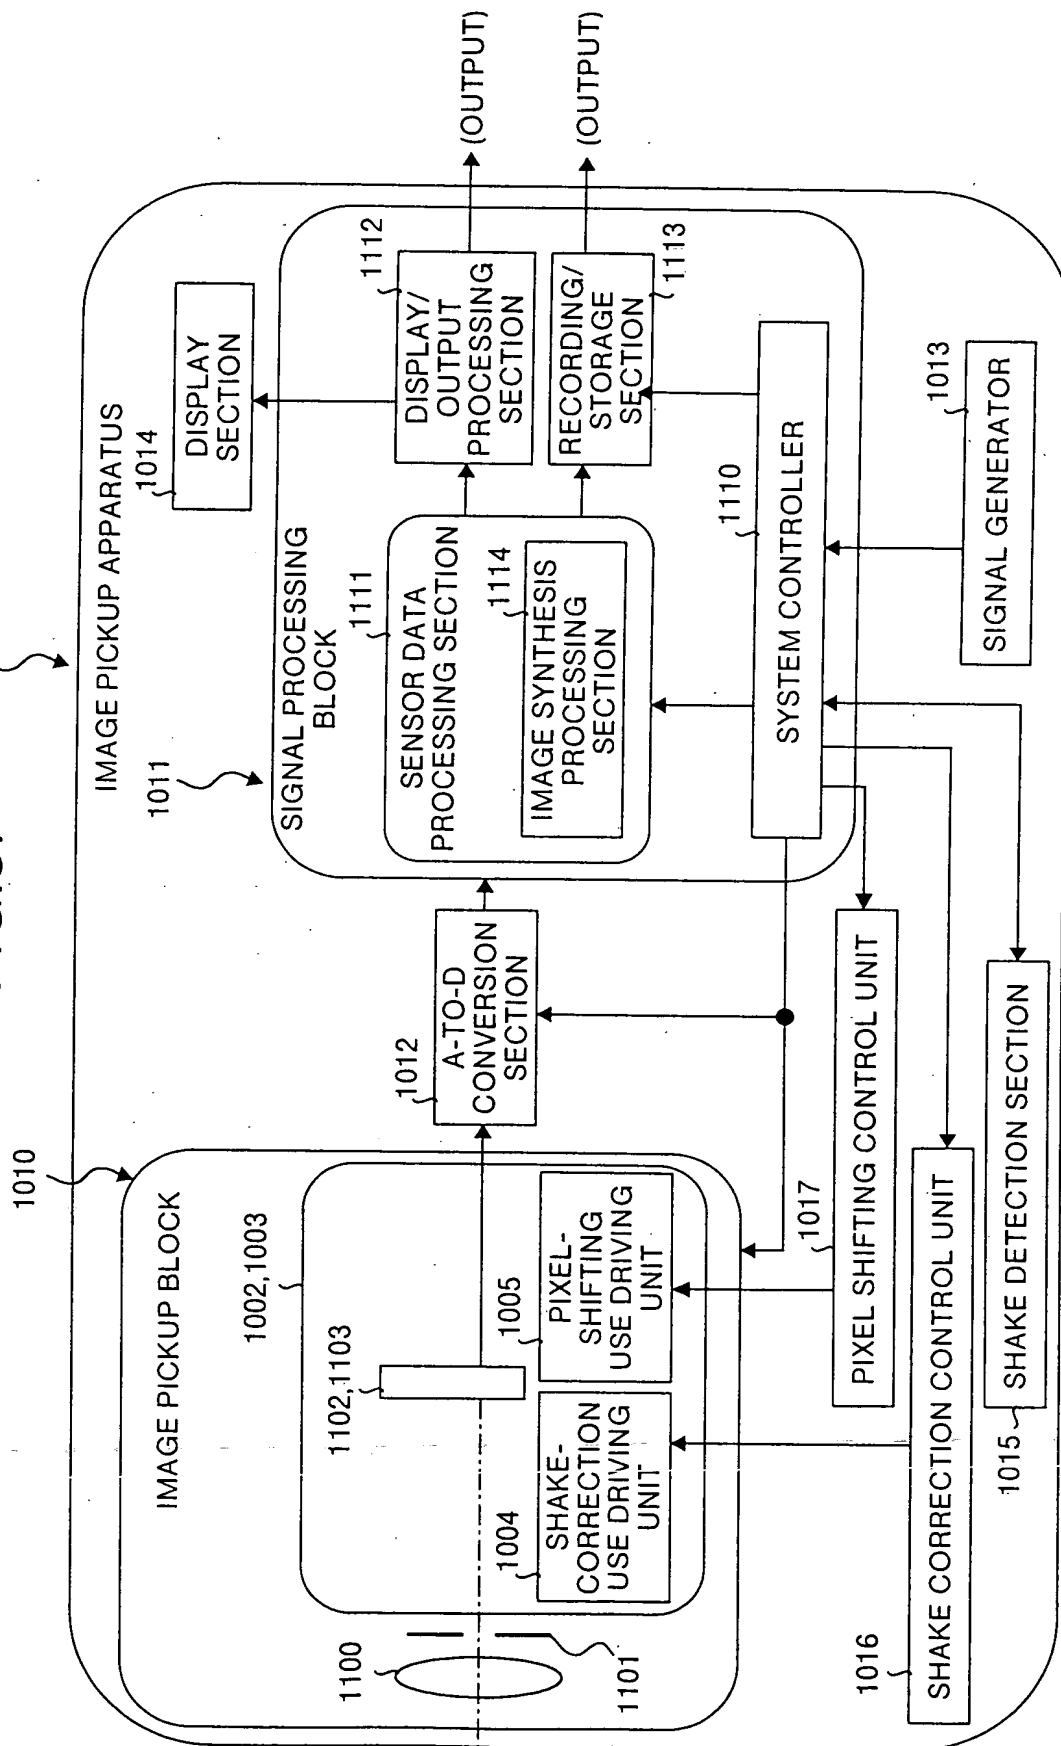 IMAGE PICKUP APPARATUS
1010
IMAGE PICKUP BLOCK
1002,1003
1102,1103
1100
1101
1004
SHAKE-
CORRECTION
USE DRIVING
UNIT
1005
PIXEL-
SHIFTING
USE DRIVING
UNIT
1012
A-TO-D
CONVERSION
SECTION
1011
SIGNAL PROCESSING
BLOCK
1111
SENSOR DATA
PROCESSING SECTION
1114
IMAGE SYNTHESIS
PROCESSING
SECTION
1014
DISPLAY
SECTION
1112
DISPLAY/
OUTPUT
PROCESSING
SECTION
(OUTPUT)
RECORDING/
STORAGE
SECTION
1113
(OUTPUT)
1110
SYSTEM CONTROLLER
1013
SIGNAL GENERATOR
1017
PIXEL SHIFTING CONTROL UNIT
1016
SHAKE CORRECTION CONTROL UNIT
1015
SHAKE DETECTION SECTION